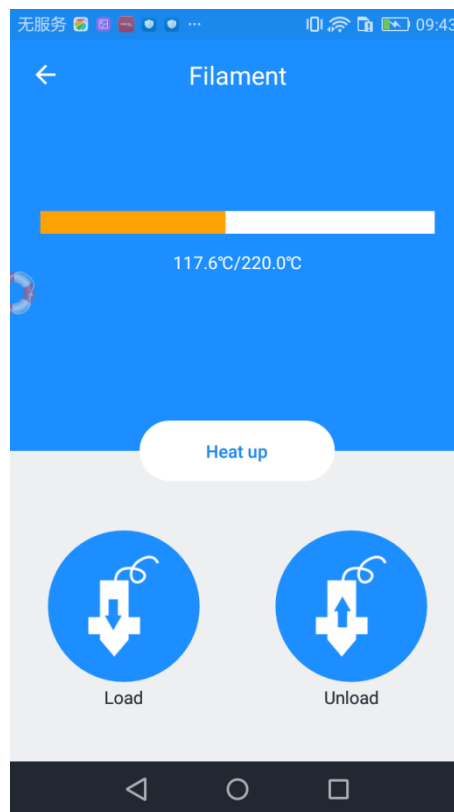 无服务 ··· 09:43
Filament
117.6℃/220.0℃
Heat up
Load
Unload